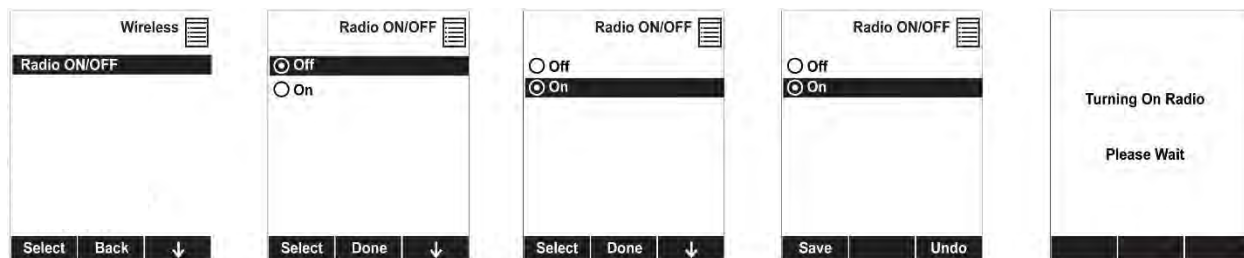 Wireless
Radio ON/OFF
Select Back ↓
Radio ON/OFF
Off
On
Select Done ↓
Radio ON/OFF
Off
On
Select Done ↓
Radio ON/OFF
Off
On
Save Undo
Turning On Radio
Please Wait